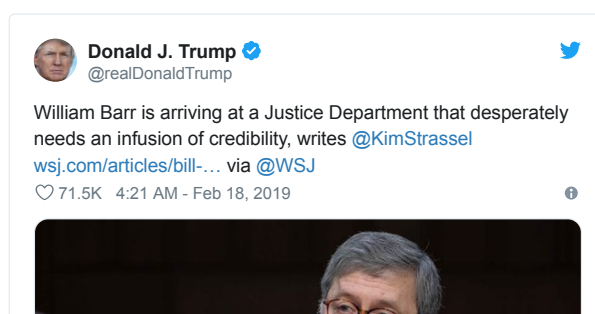 Donald J. Trump
@realDonaldTrump
William Barr is arriving at a Justice Department that desperately
needs an infusion of credibility, writes @KimStrassel
wsj.com/articles/bill-… via @WSJ
71.5K 4:21 AM - Feb 18, 2019